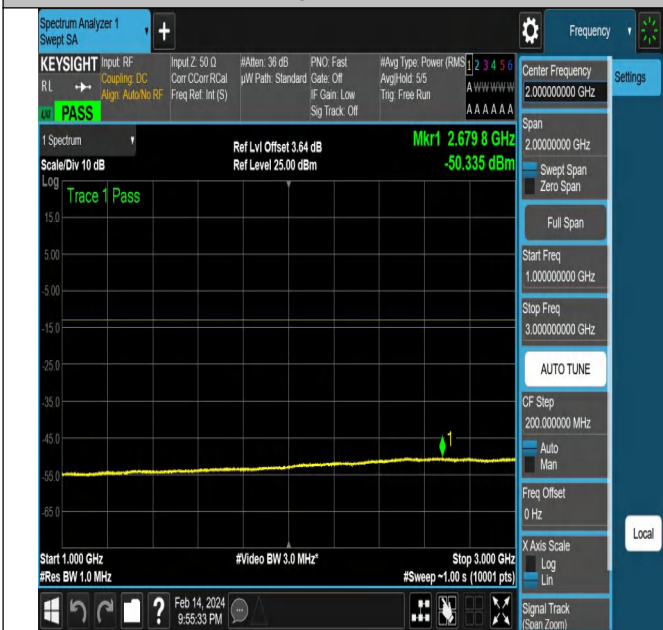 Spectrum Analyzer 1
Swept SA
Frequency
KEYSIGHT
RL
LXI
PASS
Input: RF
Coupling: DC
Align: Auto/No RF
Input Z: 50 Ω
Corr CCorr RCal
Freq Ref: Int (S)
#Atten: 36 dB
µW Path: Standard
PNO: Fast
Gate: Off
IF Gain: Low
Sig Track: Off
#Avg Type: Power (RMS
Avg|Hold: 5/5
Trig: Free Run
1 2 3 4 5 6
A W W W W W
A A A A A A
1 Spectrum
Scale/Div 10 dB
Ref Lvl Offset 3.64 dB
Ref Level 25.00 dBm
Mkr1 2.679 8 GHz
-50.335 dBm
Log
Trace 1 Pass
15.0
5.00
-5.00
-15.0
-25.0
-35.0
-45.0
-55.0
-65.0
1
Start 1.000 GHz
#Res BW 1.0 MHz
#Video BW 3.0 MHz*
Stop 3.000 GHz
#Sweep ~1.00 s (10001 pts)
Center Frequency
2.000000000 GHz
Settings
Span
2.00000000 GHz
Swept Span
Zero Span
Full Span
Start Freq
1.000000000 GHz
Stop Freq
3.000000000 GHz
AUTO TUNE
CF Step
200.000000 MHz
Auto
Man
Freq Offset
0 Hz
X Axis Scale
Log
Lin
Local
Signal Track
(Span Zoom)
?
Feb 14, 2024
9:55:33 PM